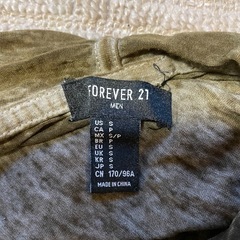 FOREVER 21
MEN
US S
CA P
MX S/P
BR P
EU S
UK S
KR S
JP S
CN 170/96A
MADE IN CHINA